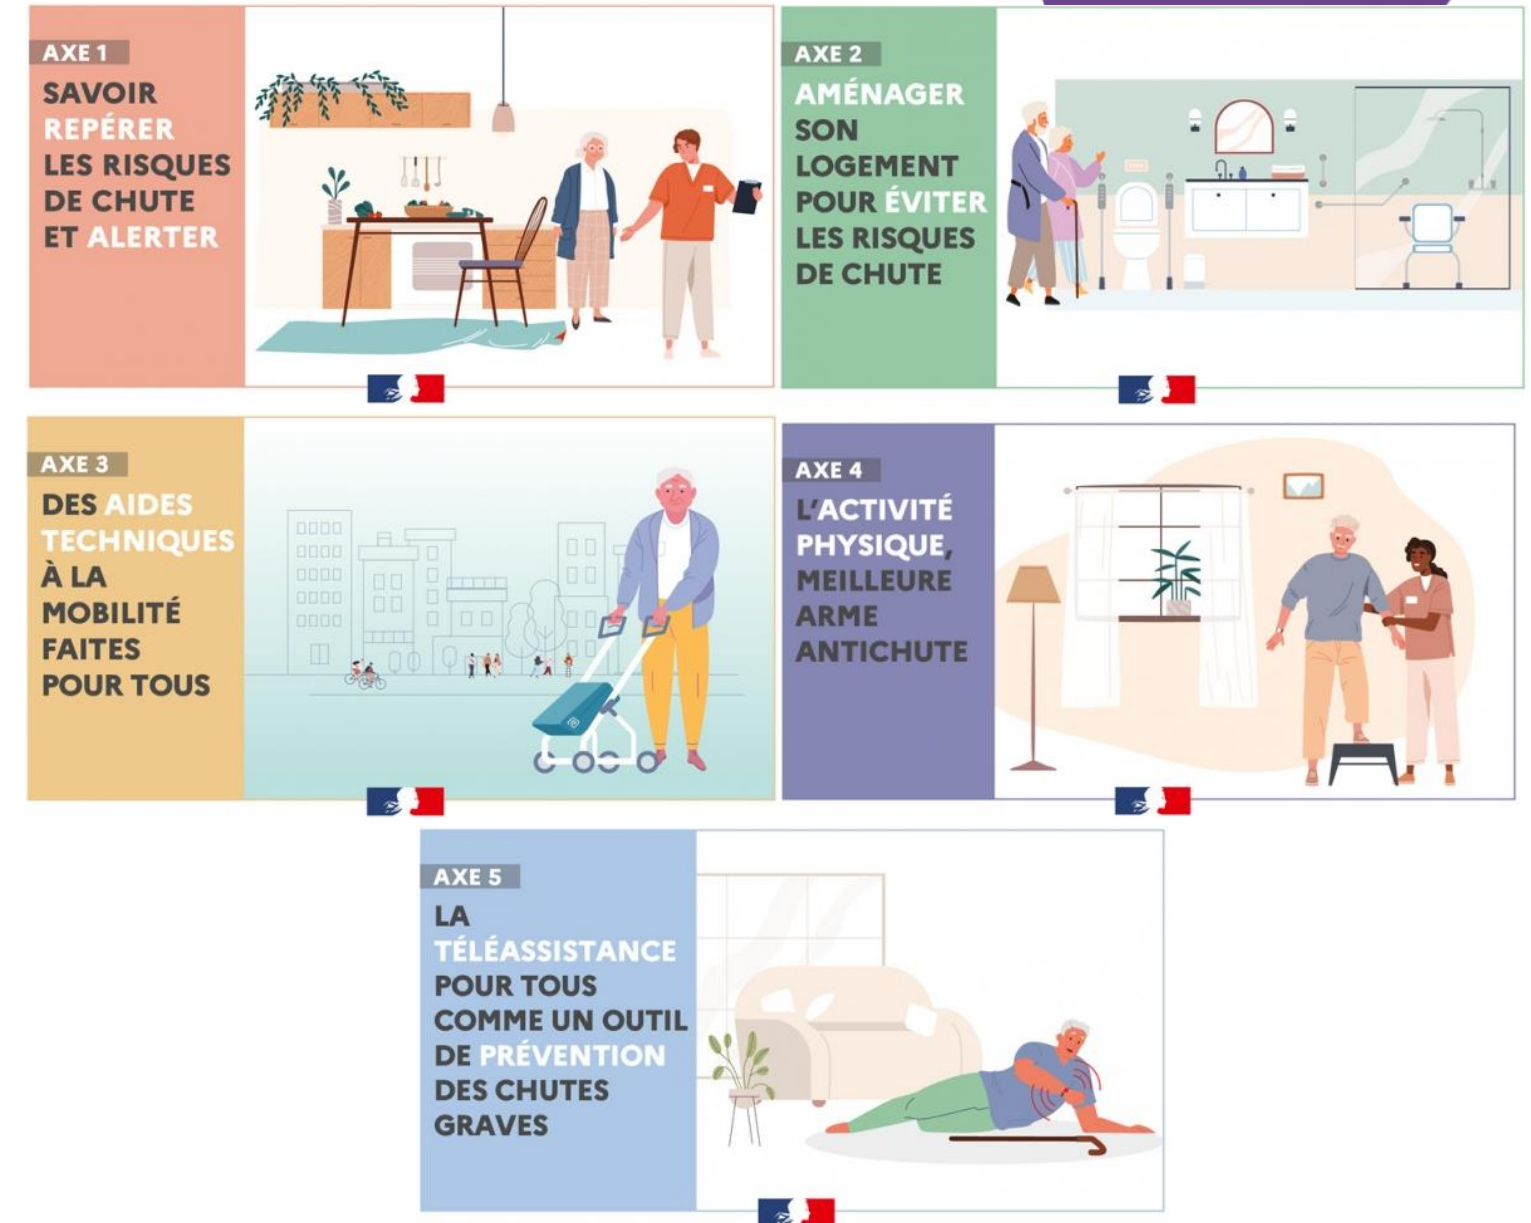 AXE 1
SAVOIR
REPÉRER
LES RISQUES
DE CHUTE
ET ALERTER
AXE 2
AMÉNAGER
SON
LOGEMENT
POUR ÉVITER
LES RISQUES
DE CHUTE
AXE 3
DES AIDES
TECHNIQUES
À LA
MOBILITÉ
FAITES
POUR TOUS
AXE 4
L'ACTIVITÉ
PHYSIQUE,
MEILLEURE
ARME
ANTICHUTE
AXE 5
LA
TÉLÉASSISTANCE
POUR TOUS
COMME UN OUTIL
DE PRÉVENTION
DES CHUTES
GRAVES